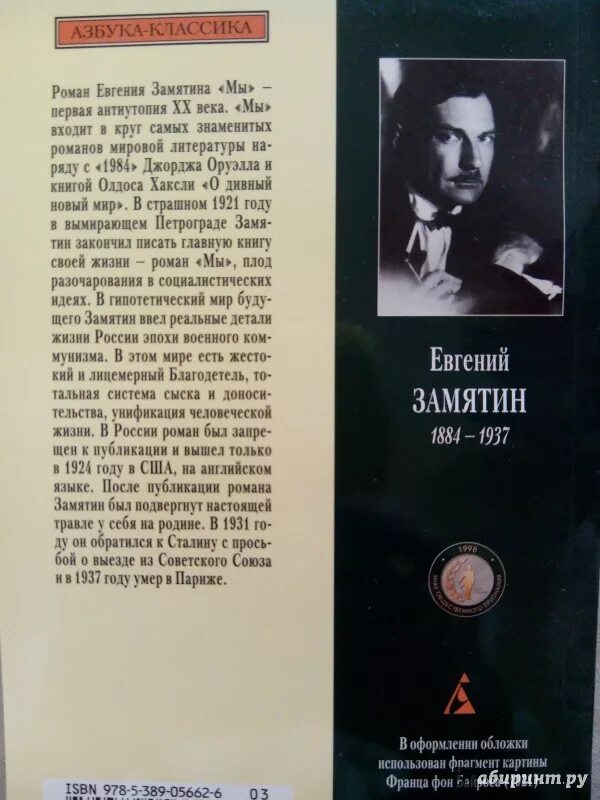 АЗБУКА-КЛАССИКА
Роман Евгения Замятина «Мы» –
первая антиутопия XX века. «Мы»
входит в круг самых знаменитых
романов мировой литературы на-
ряду с «1984» Джорджа Оруэлла и
книгой Олдоса Хаксли «О дивный
новый мир». В страшном 1921 году
в вымирающем Петрограде Замя-
тин закончил писать главную книгу
своей жизни – роман «Мы», плод
разочарования в социалистических
идеях. В гипотетический мир буду-
щего Замятин ввел реальные детали
жизни России эпохи военного ком-
мунизма. В этом мире есть жесто-
кий и лицемерный Благодетель, то-
тальная система сыска и доноси-
тельства, унификация человеческой
жизни. В России роман был запре-
щен к публикации и вышел только
в 1924 году в США, на английском
языке. После публикации романа
Замятин был подвергнут настоящей
травле у себя на родине. В 1931 го-
ду он обратился к Сталину с прось-
бой о выезде из Советского Союза
и в 1937 году умер в Париже.
ISBN 978-5-389-05662-6
03
Евгений
ЗАМЯТИН
1884 – 1937
1998
ЗНАК ОБЩЕСТВЕННОГО ПРИЗНАНИЯ
В оформлении обложки
использован фрагмент картины
Франца фон Байроса
абиринт.ру